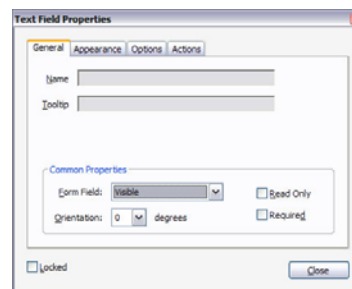 Text Field Properties
General Appearance Options Actions
Name
Tooltip
Common Properties
Form Field: Visible
Read Only
Orientation: 0 degrees
Required
Locked
Close